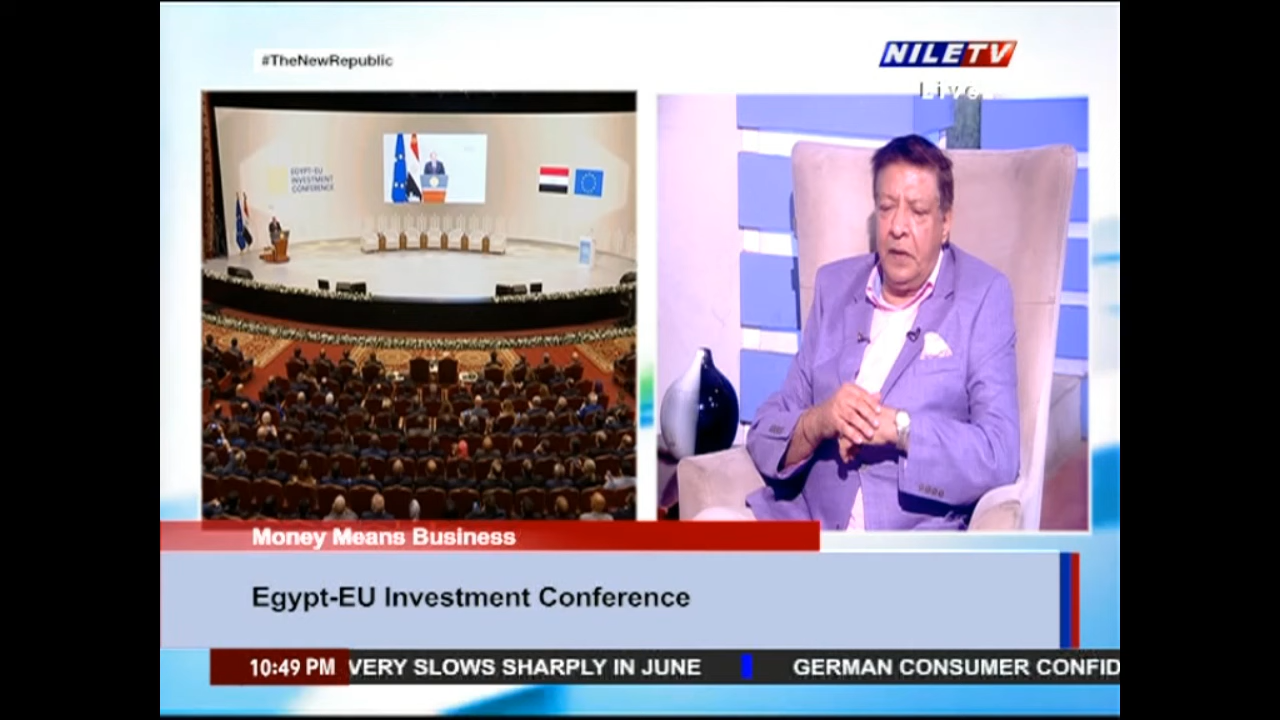 #TheNewRepublic
NILETV
Live
EGYPT-EU
INVESTMENT
CONFERENCE
Money Means Business
Egypt-EU Investment Conference
10:49 PM VERY SLOWS SHARPLY IN JUNE GERMAN CONSUMER CONFID